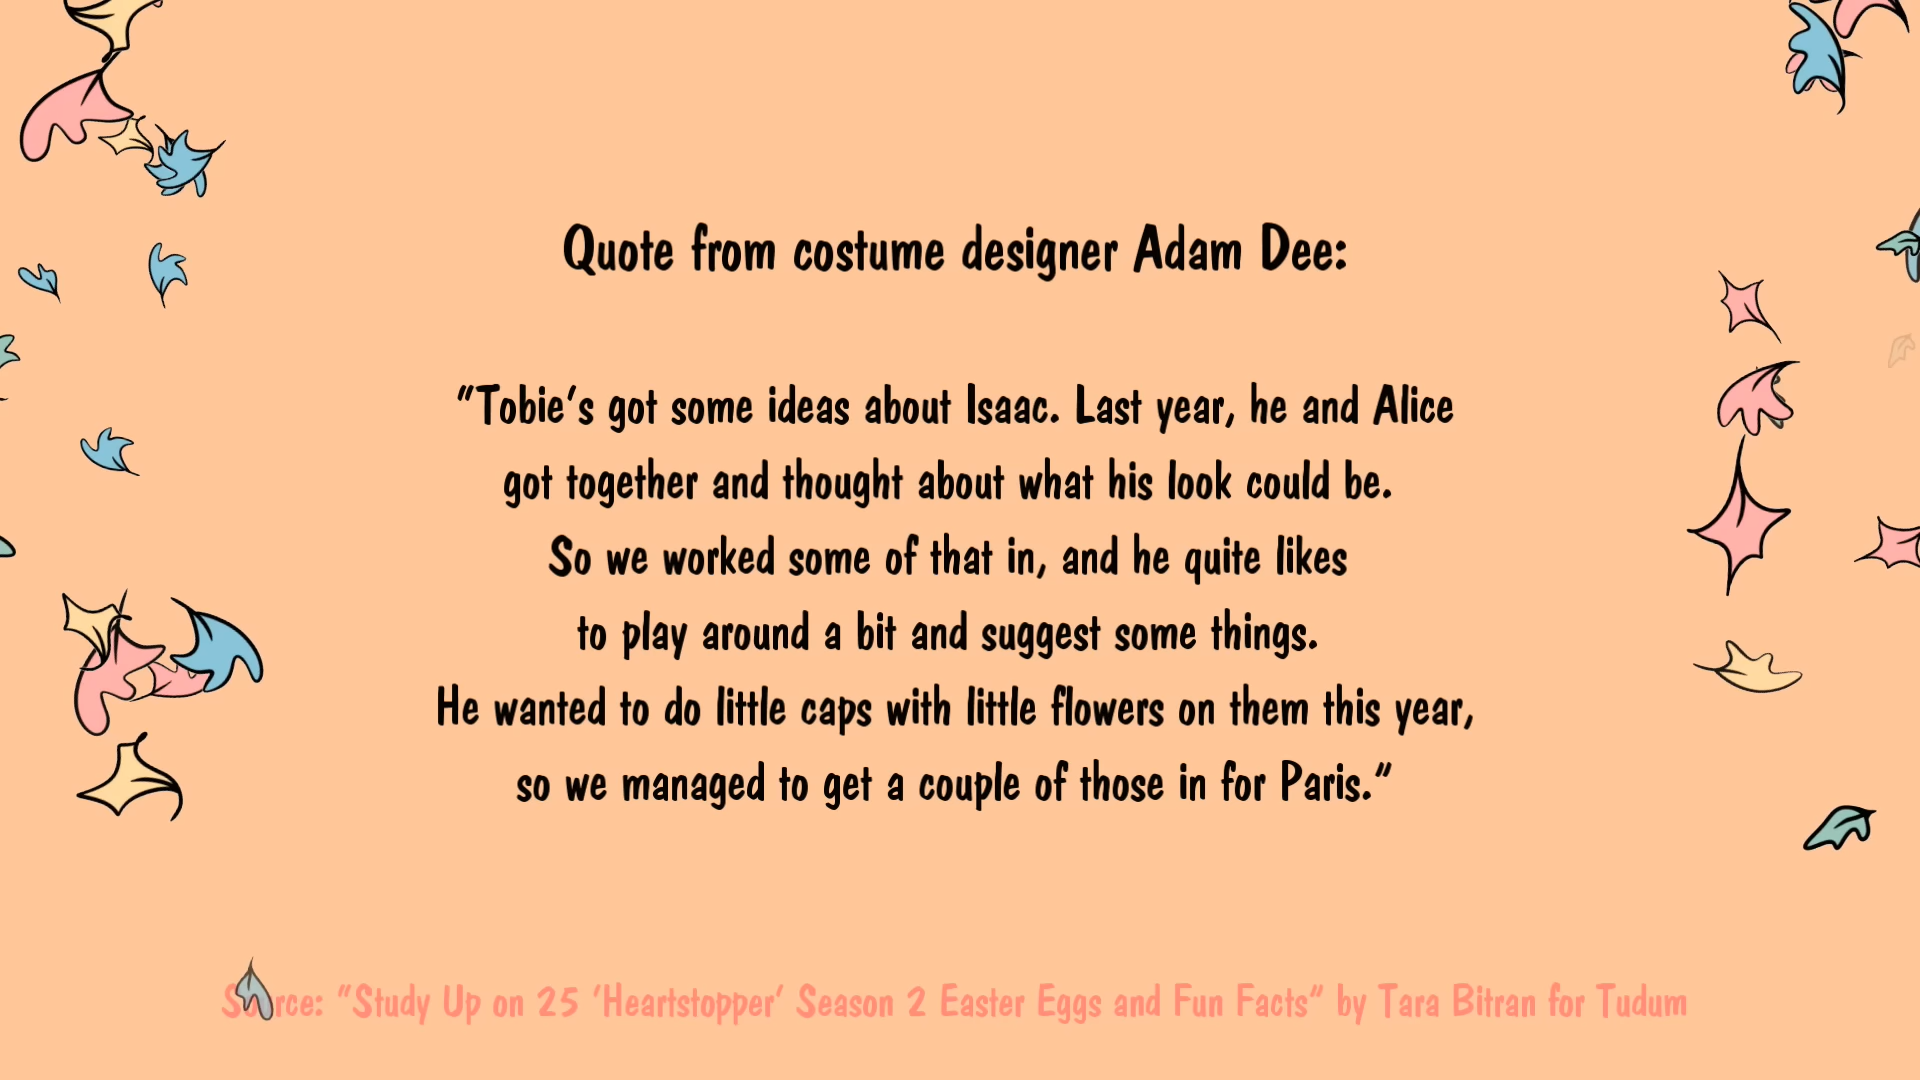 Quote from costume designer Adam Dee:
"Tobie's got some ideas about Isaac. Last year, he and Alice
got together and thought about what his look could be.
So we worked some of that in, and he quite likes
to play around a bit and suggest some things.
He wanted to do little caps with little flowers on them this year,
so we managed to get a couple of those in for Paris."
Source: "Study Up on 25 'Heartstopper' Season 2 Easter Eggs and Fun Facts" by Tara Bitran for Tudum